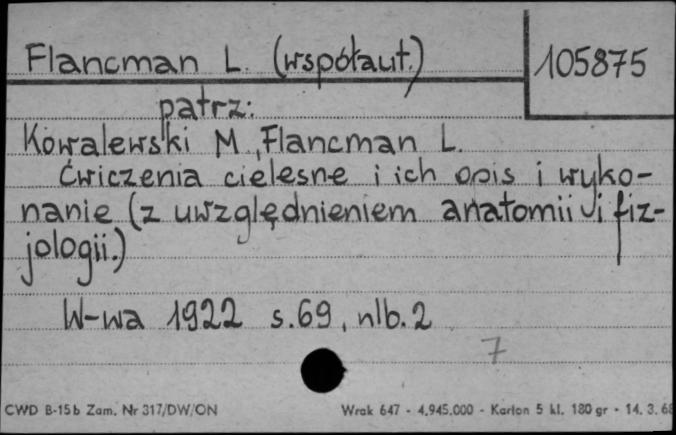 Flancman L. (współaut.) 105875
patrz:
Kowalewski M., Flancman L.
Ćwiczenia cielesne i ich opis i wyko-
nanie (z uwzględnieniem anatomii i fiz-
jologii.)
W-wa 1922 s.69, nlb.2
7
CWD B-15b Zam. Nr 317/DW/ON Wrak 647 - 4.945.000 - Karton 5 kl. 180 gr - 14. 3. 68